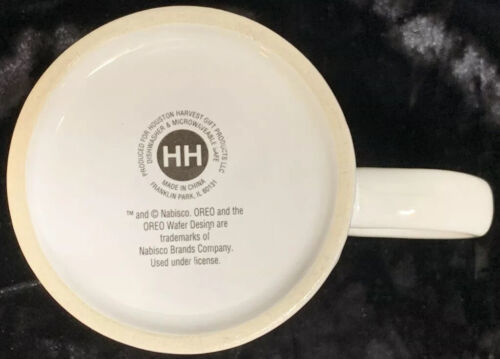 PRODUCED FOR HOUSTON HARVEST GIFT PRODUCTS LLC
DISHWASHER & MICROWAVEABLE SAFE
HH
MADE IN CHINA
FRANKLIN PARK, IL 60131
™ and © Nabisco. OREO and the
OREO Wafer Design are
trademarks of
Nabisco Brands Company.
Used under license.